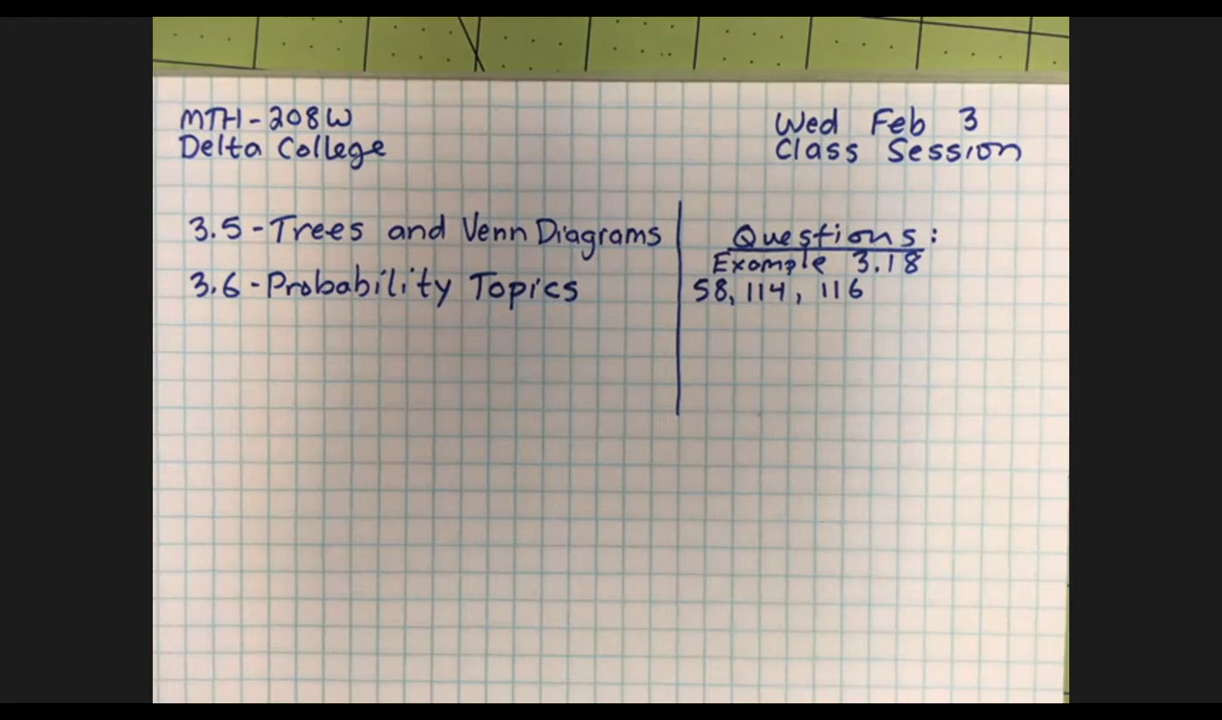 MTH-208W
Delta College
Wed Feb 3
Class Session
3.5-Trees and Venn Diagrams
3.6-Probability Topics
Questions:
Example 3.18
58, 114, 116